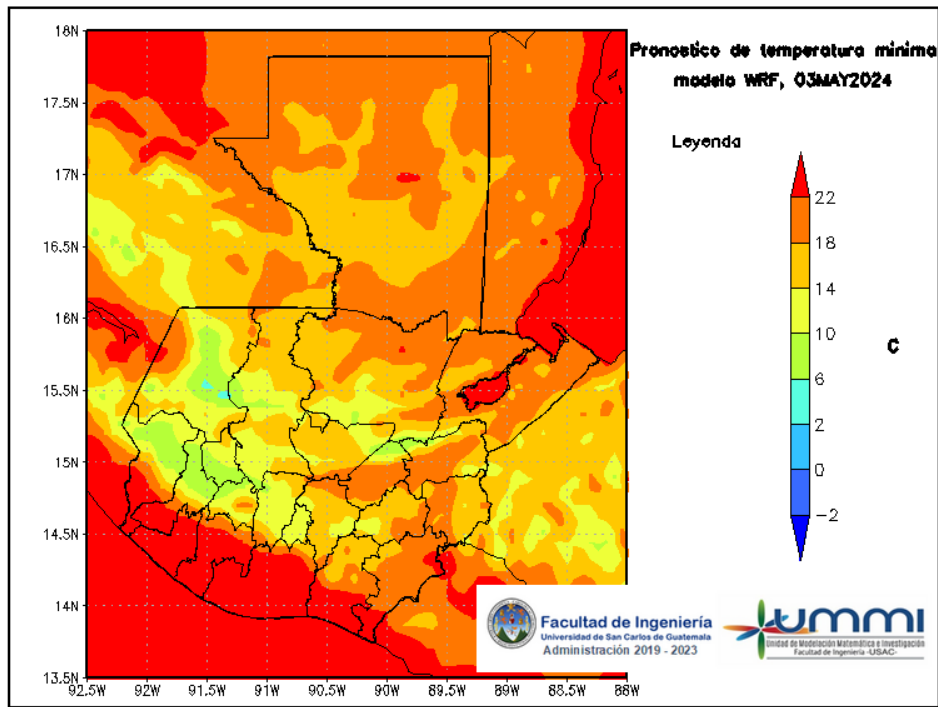 Pronostico de temperatura minima
modelo WRF, 03MAY2024
Leyenda
22
18
14
10
6
2
0
−2
C
18N
17.5N
17N
16.5N
16N
15.5N
15N
14.5N
14N
13.5N
92.5W
92W
91.5W
91W
90.5W
90W
89.5W
89W
88.5W
88W
Facultad de Ingeniería
Universidad de San Carlos de Guatemala
Administración 2019 - 2023
UMMI
Unidad de Modelación Matemática e Investigación
Facultad de Ingeniería -USAC-